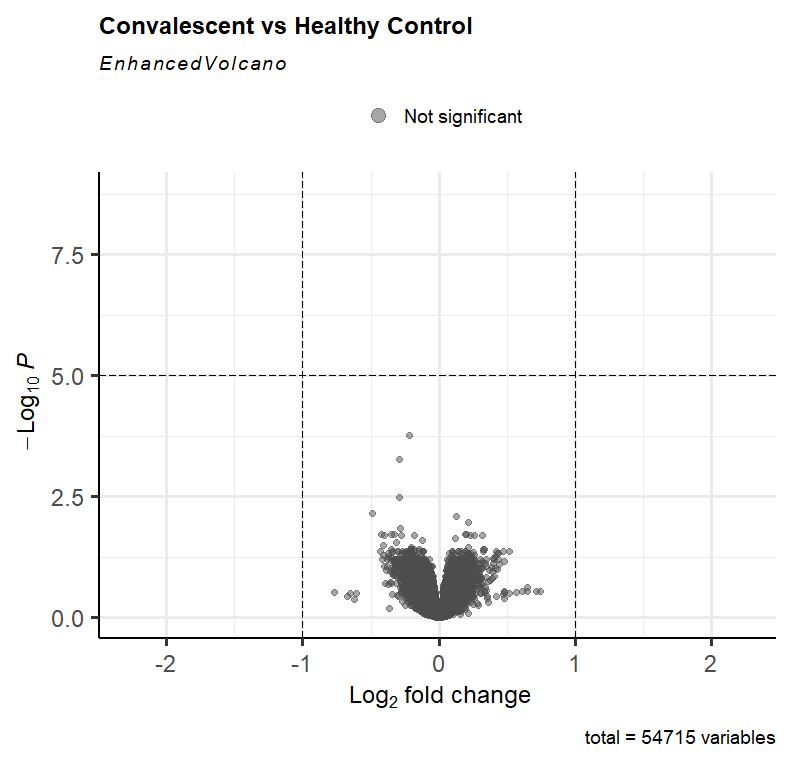 Convalescent vs Healthy Control
EnhancedVolcano
Not significant
7.5
5.0
2.5
0.0
−Log10 P
-2 -1 0 1 2
Log2 fold change
total = 54715 variables